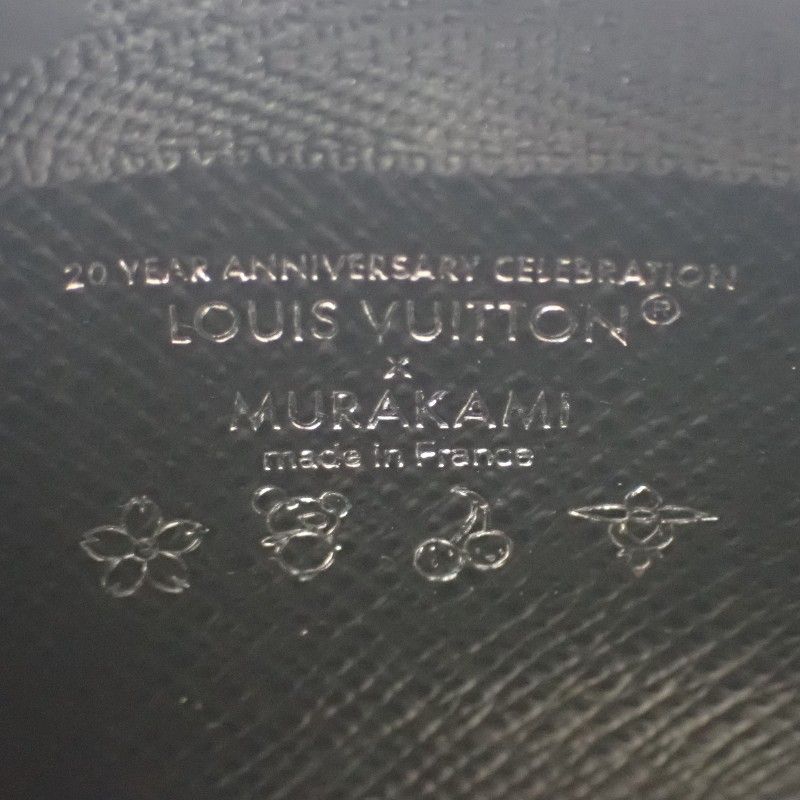 20 YEAR ANNIVERSARY CELEBRATION
LOUIS VUITTON®
x
MURAKAMI
made in France